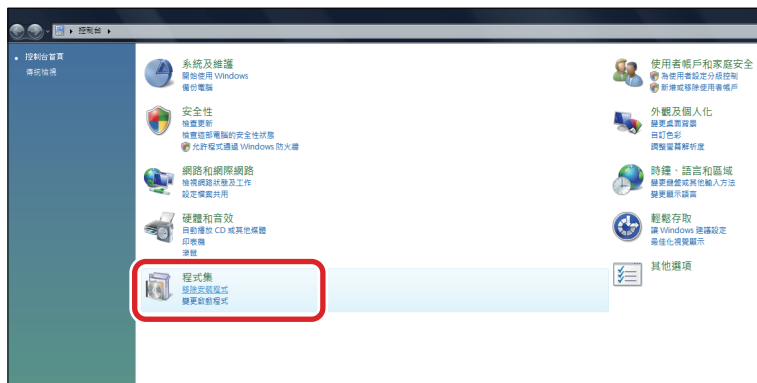 控制台
控制台首頁
傳統檢視
系統及維護
開始使用 Windows
備份電腦
安全性
檢查更新
檢查這部電腦的安全性狀態
允許程式通過 Windows 防火牆
網路和網際網路
檢視網路狀態及工作
設定檔案共用
硬體和音效
自動播放 CD 或其他媒體
印表機
滑鼠
程式集
移除安裝程式
變更啟動程式
使用者帳戶和家庭安全
為使用者設定分級控制
新增或移除使用者帳戶
外觀及個人化
變更桌面背景
自訂色彩
調整螢幕解析度
時鐘、語言和區域
變更鍵盤或其他輸入方法
變更顯示語言
輕鬆存取
讓 Windows 建議設定
最佳化視覺顯示
其他選項